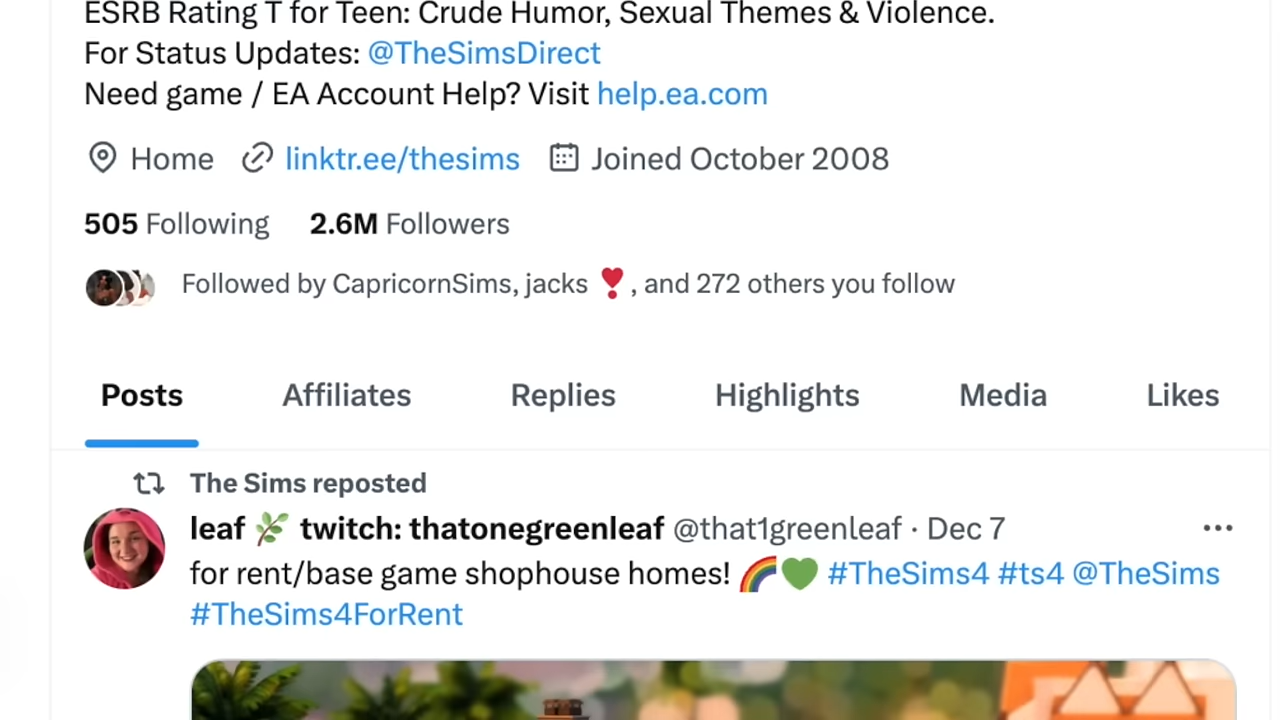 ESRB Rating T for Teen: Crude Humor, Sexual Themes & Violence.
For Status Updates: @TheSimsDirect
Need game / EA Account Help? Visit help.ea.com
Home linktr.ee/thesims Joined October 2008
505 Following 2.6M Followers
Followed by CapricornSims, jacks ❣️, and 272 others you follow
Posts Affiliates Replies Highlights Media Likes
The Sims reposted
leaf 🌿 twitch: thatonegreenleaf @that1greenleaf · Dec 7
for rent/base game shophouse homes! 🌈💚 #TheSims4 #ts4 @TheSims
#TheSims4ForRent